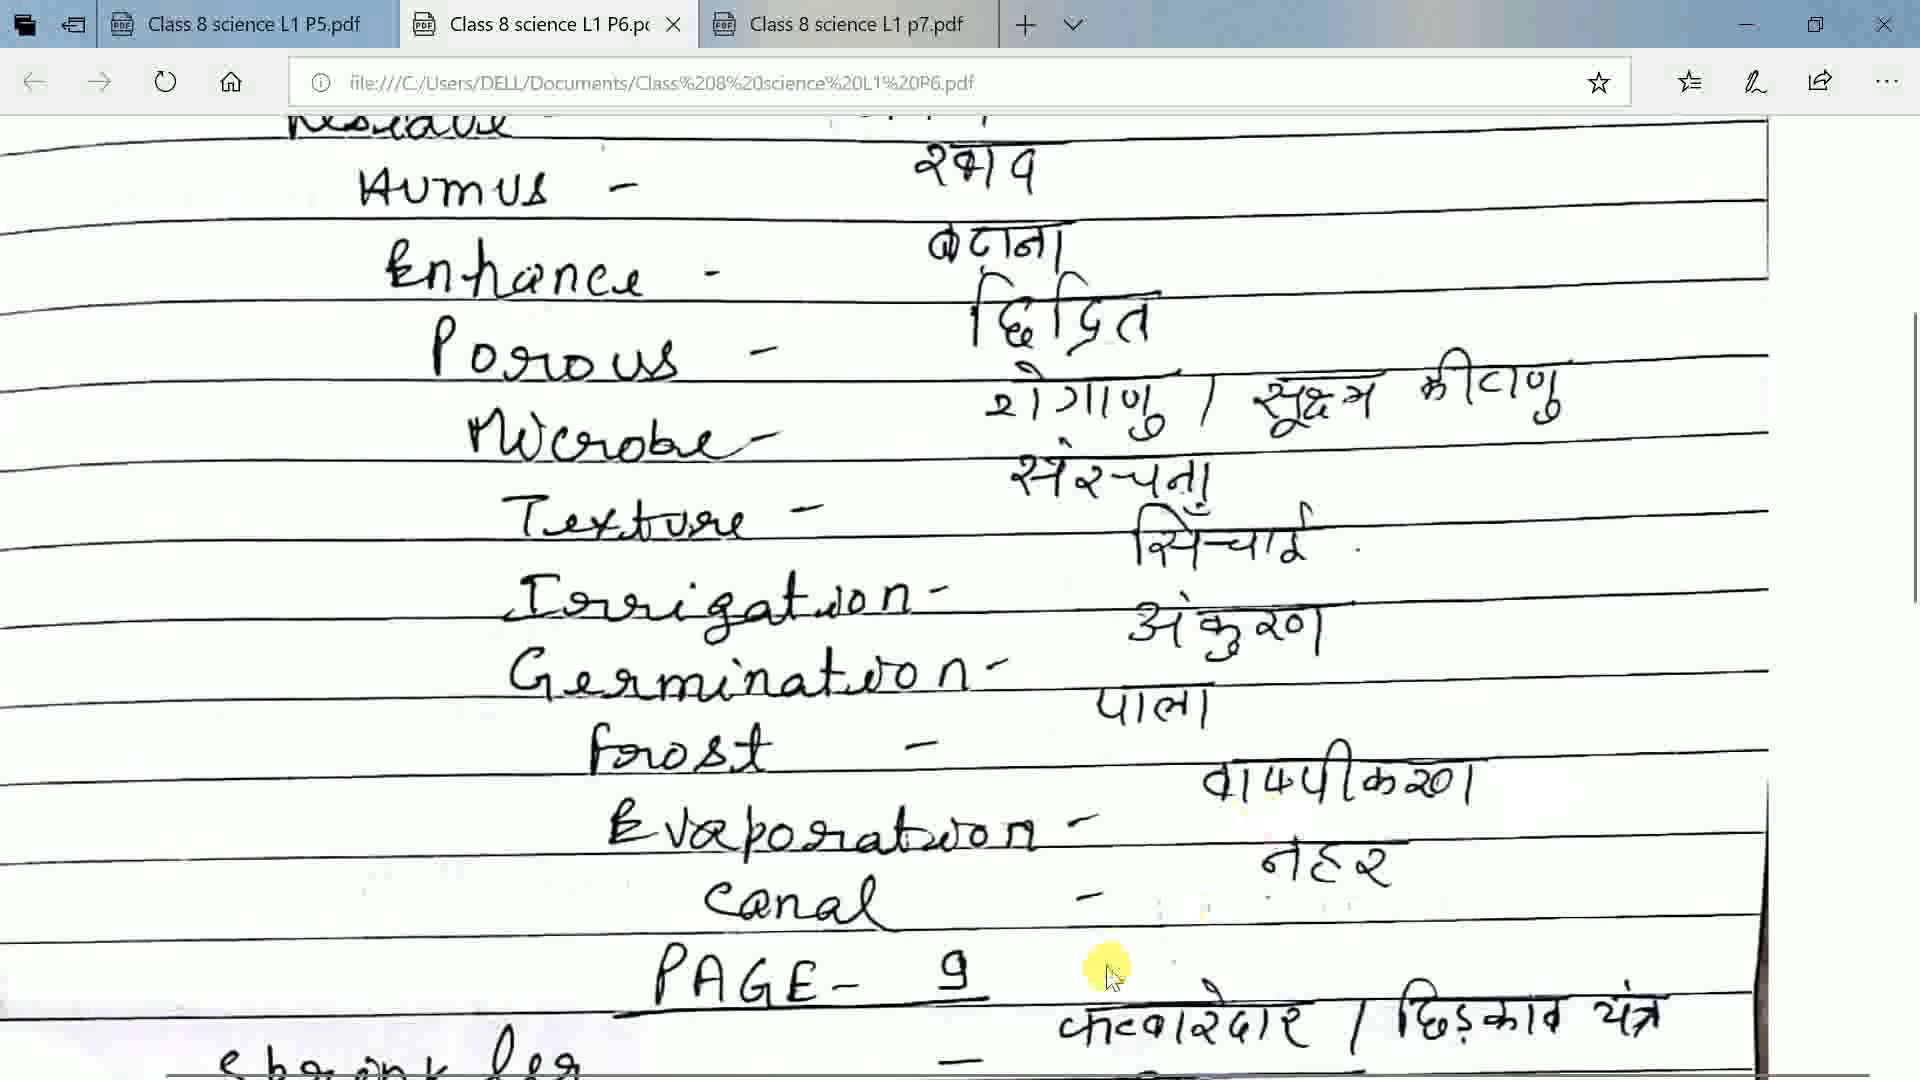 Class 8 science L1 P5.pdf
Class 8 science L1 P6.pd
Class 8 science L1 p7.pdf
file:///C:/Users/DELL/Documents/Class%208%20science%20L1%20P6.pdf
Residue -
Humus - खाद
Enhance - बढ़ाना
Porous - छिद्रित
Microbe - रोगाणु / सूक्ष्म कीटाणु
Texture - संरचना
Irrigation - सिँचाई
Germination - अंकुरण
Frost - पाला
Evaporation - वाष्पीकरण
Canal - नहर
PAGE - 9
Sprinkler - फव्वारेदार / छिड़काव यंत्र